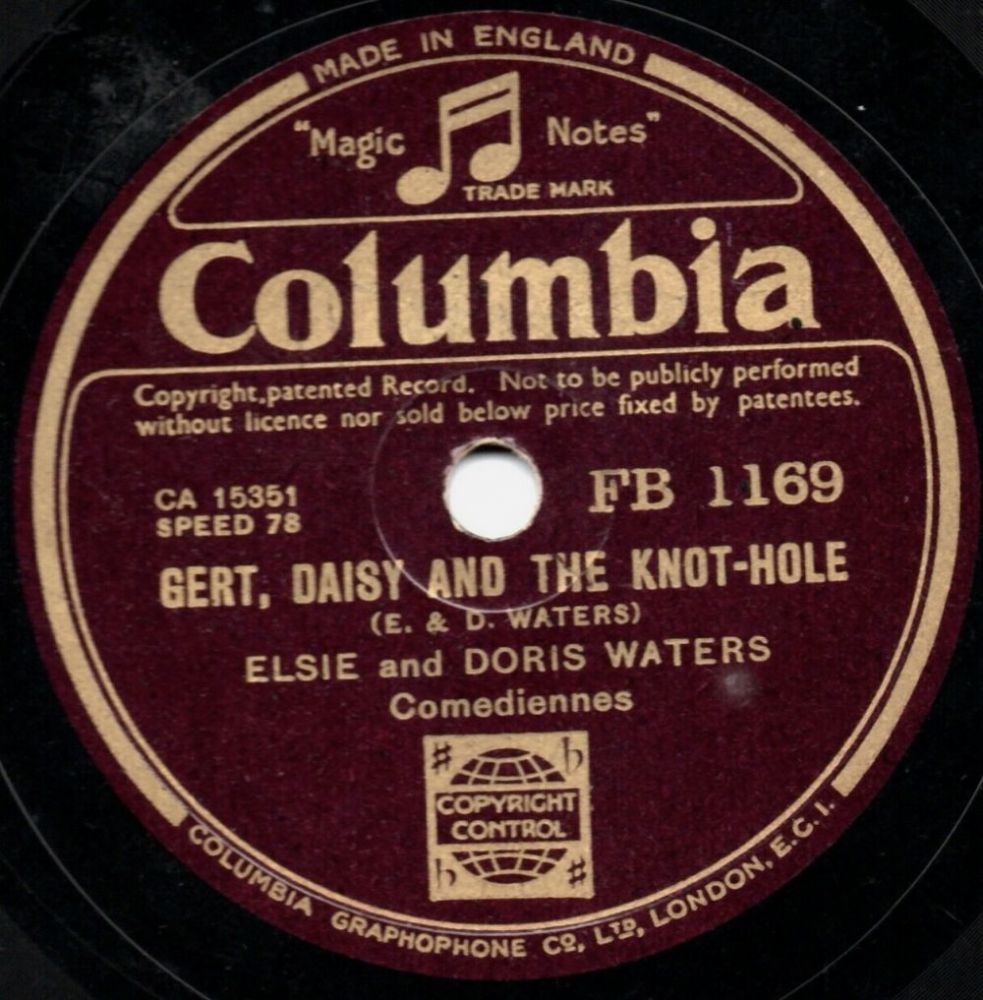 MADE IN ENGLAND
"Magic Notes"
TRADE MARK
Columbia
Copyright, patented Record. Not to be publicly performed
without licence nor sold below price fixed by patentees.
CA 15351
SPEED 78
FB 1169
GERT, DAISY AND THE KNOT-HOLE
(E. & D. WATERS)
ELSIE and DORIS WATERS
Comediennes
COPYRIGHT
CONTROL
COLUMBIA GRAPHOPHONE Cº. LTD, LONDON, E.C.1.